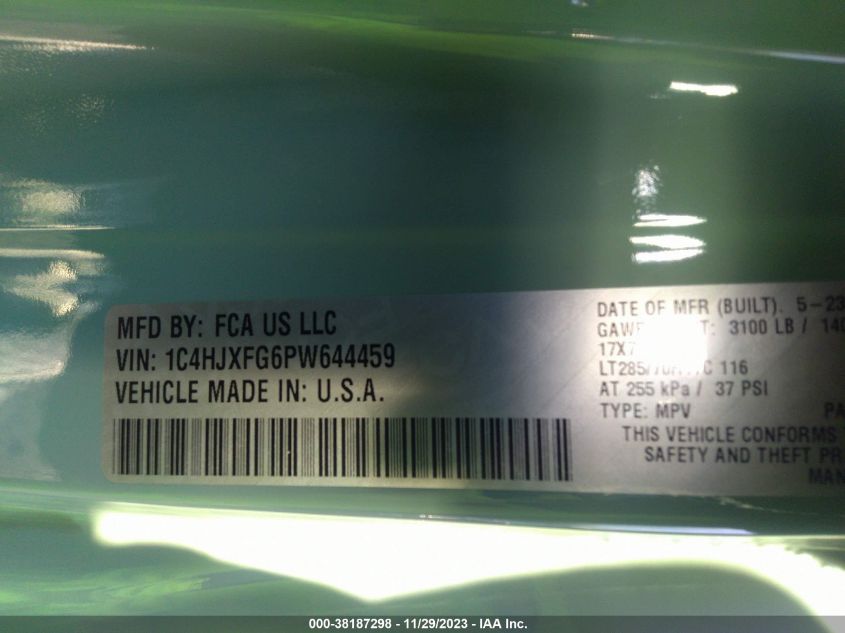 MFD BY: FCA US LLC
VIN: 1C4HJXFG6PW644459
VEHICLE MADE IN: U.S.A.
DATE OF MFR (BUILT). 5-23
3100 LB /
116
AT 255 kPa / 37 PSI
TYPE: MPV
THIS VEHICLE CONFORMS
SAFETY AND THEFT
000-38187298 - 11/29/2023 - IAA Inc.